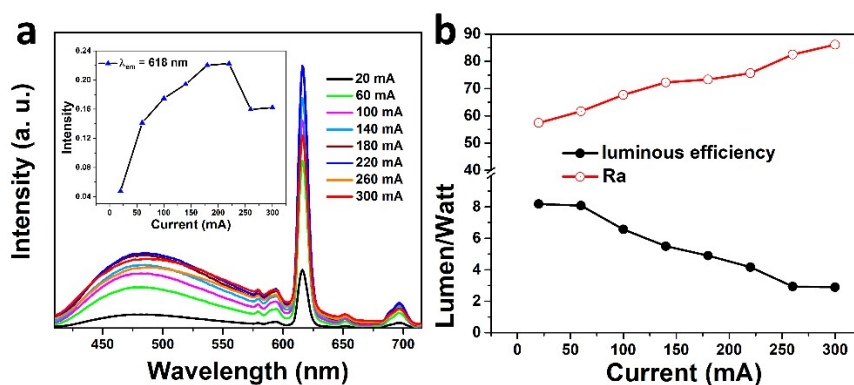 a
Intensity (a. u.)
Wavelength (nm)
450 500 550 600 650 700
λem = 618 nm
Intensity
0.24
0.20
0.16
0.12
0.08
0.04
0 50 100 150 200 250 300
Current (mA)
20 mA
60 mA
100 mA
140 mA
180 mA
220 mA
260 mA
300 mA
b
Lumen/Watt
90
80
70
60
50
8
6
4
2
0
luminous efficiency
Ra
0 50 100 150 200 250 300
Current (mA)